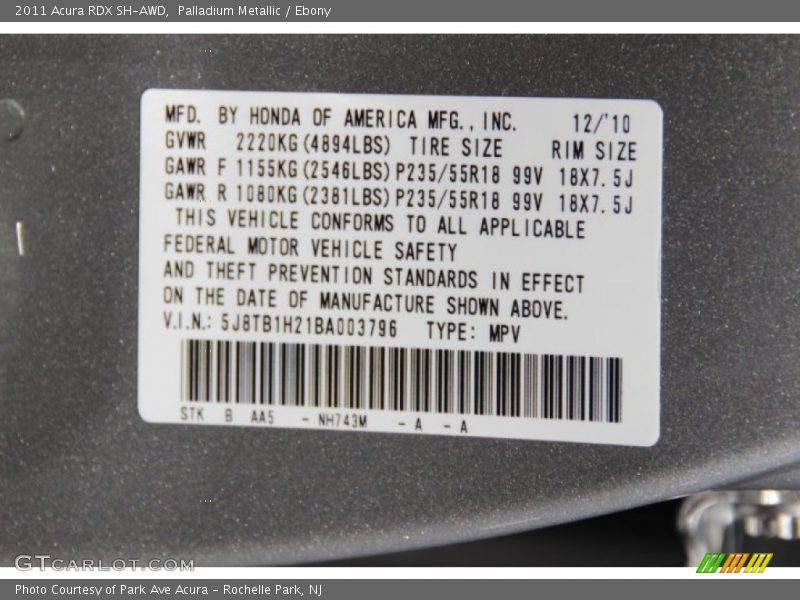 2011 Acura RDX SH-AWD, Palladium Metallic / Ebony
MFD. BY HONDA OF AMERICA MFG., INC. 12/'10
GVWR 2220KG(4894LBS) TIRE SIZE RIM SIZE
GAWR F 1155KG(2546LBS) P235/55R18 99V 18X7.5J
GAWR R 1080KG(2381LBS) P235/55R18 99V 18X7.5J
THIS VEHICLE CONFORMS TO ALL APPLICABLE
FEDERAL MOTOR VEHICLE SAFETY
AND THEFT PREVENTION STANDARDS IN EFFECT
ON THE DATE OF MANUFACTURE SHOWN ABOVE.
V.I.N.: 5J8TB1H21BA003796 TYPE: MPV
STK B AA5 - NH743M - A - A
GTCARLOT.COM
Photo Courtesy of Park Ave Acura - Rochelle Park, NJ